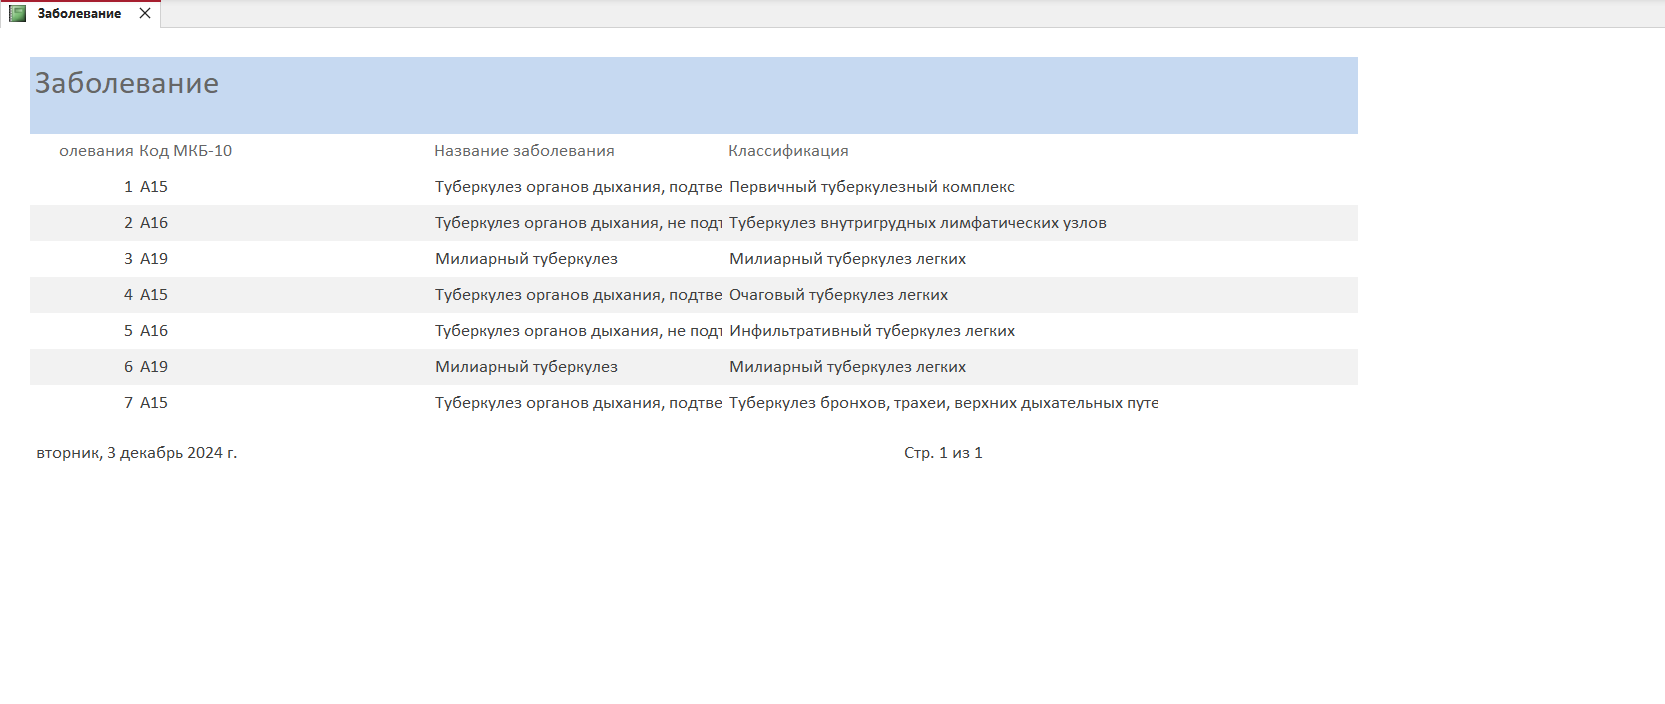 Заболевание
Заболевание
олевания Код МКБ-10 Название заболевания Классификация
1 A15 Туберкулез органов дыхания, подтве Первичный туберкулезный комплекс
2 A16 Туберкулез органов дыхания, не подт Туберкулез внутригрудных лимфатических узлов
3 A19 Милиарный туберкулез Милиарный туберкулез легких
4 A15 Туберкулез органов дыхания, подтве Очаговый туберкулез легких
5 A16 Туберкулез органов дыхания, не подт Инфильтративный туберкулез легких
6 A19 Милиарный туберкулез Милиарный туберкулез легких
7 A15 Туберкулез органов дыхания, подтве Туберкулез бронхов, трахеи, верхних дыхательных путе
вторник, 3 декабрь 2024 г. Стр. 1 из 1